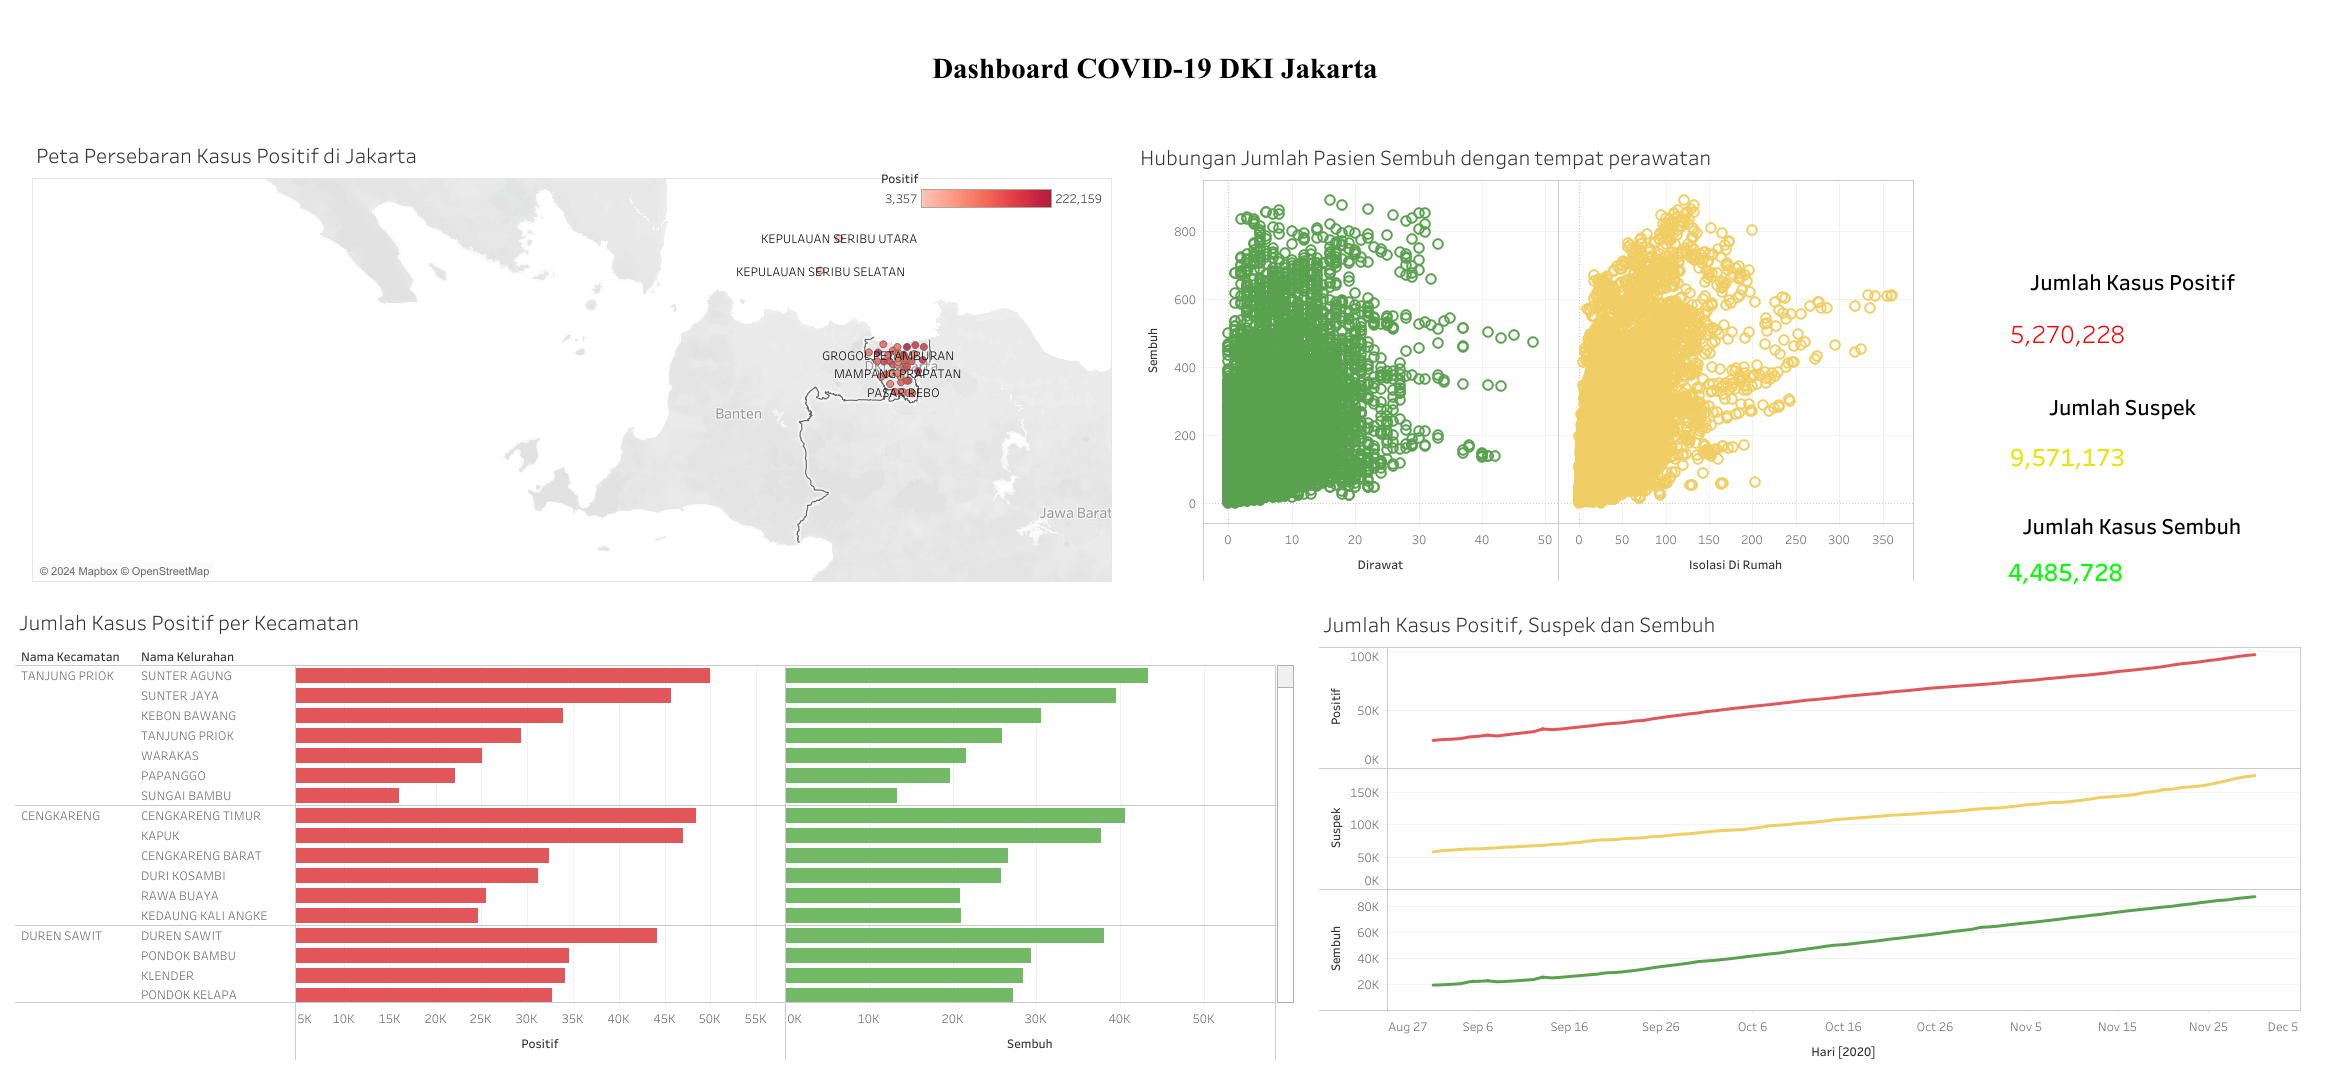 Dashboard COVID-19 DKI Jakarta
Peta Persebaran Kasus Positif di Jakarta
Positif
3,357 222,159
KEPULAUAN SERIBU UTARA
KEPULAUAN SERIBU SELATAN
GROGOL PETAMBURAN
MAMPANG PRAPATAN
PASAR REBO
Banten
Jawa Barat
© 2024 Mapbox © OpenStreetMap
Hubungan Jumlah Pasien Sembuh dengan tempat perawatan
Sembuh
800
600
400
200
0
0 10 20 30 40 50 0 50 100 150 200 250 300 350
Dirawat Isolasi Di Rumah
Jumlah Kasus Positif
5,270,228
Jumlah Suspek
9,571,173
Jumlah Kasus Sembuh
4,485,728
Jumlah Kasus Positif per Kecamatan
Nama Kecamatan Nama Kelurahan
TANJUNG PRIOK SUNTER AGUNG
SUNTER JAYA
KEBON BAWANG
TANJUNG PRIOK
WARAKAS
PAPANGGO
SUNGAI BAMBU
CENGKARENG CENGKARENG TIMUR
KAPUK
CENGKARENG BARAT
DURI KOSAMBI
RAWA BUAYA
KEDAUNG KALI ANGKE
DUREN SAWIT DUREN SAWIT
PONDOK BAMBU
KLENDER
PONDOK KELAPA
5K 10K 15K 20K 25K 30K 35K 40K 45K 50K 55K 0K 10K 20K 30K 40K 50K
Positif Sembuh
Jumlah Kasus Positif, Suspek dan Sembuh
Positif
100K
50K
0K
Suspek
150K
100K
50K
0K
Sembuh
80K
60K
40K
20K
Aug 27 Sep 6 Sep 16 Sep 26 Oct 6 Oct 16 Oct 26 Nov 5 Nov 15 Nov 25 Dec 5
Hari [2020]